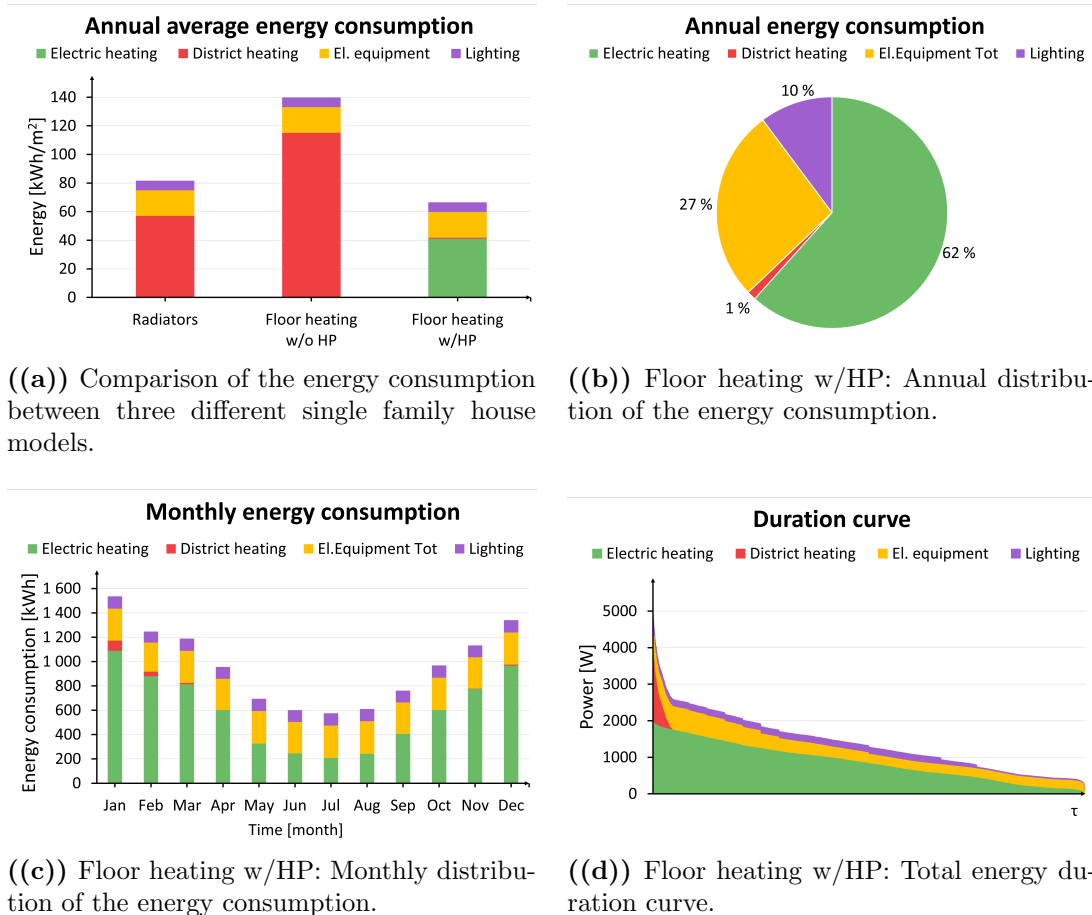 Annual average energy consumption
Electric heating District heating El. equipment Lighting
Energy [kWh/m²]
140
120
100
80
60
40
20
0
Radiators Floor heating w/o HP Floor heating w/HP
((a)) Comparison of the energy consumption
between three different single family house
models.
Annual energy consumption
Electric heating District heating El.Equipment Tot Lighting
10 %
27 %
62 %
1 %
((b)) Floor heating w/HP: Annual distribu-
tion of the energy consumption.
Monthly energy consumption
Electric heating District heating El.Equipment Tot Lighting
Energy consumption [kWh]
1 600
1 400
1 200
1 000
800
600
400
200
0
Jan Feb Mar Apr May Jun Jul Aug Sep Oct Nov Dec
Time [month]
((c)) Floor heating w/HP: Monthly distribu-
tion of the energy consumption.
Duration curve
Electric heating District heating El. equipment Lighting
Power [W]
5000
4000
3000
2000
1000
0
τ
((d)) Floor heating w/HP: Total energy du-
ration curve.